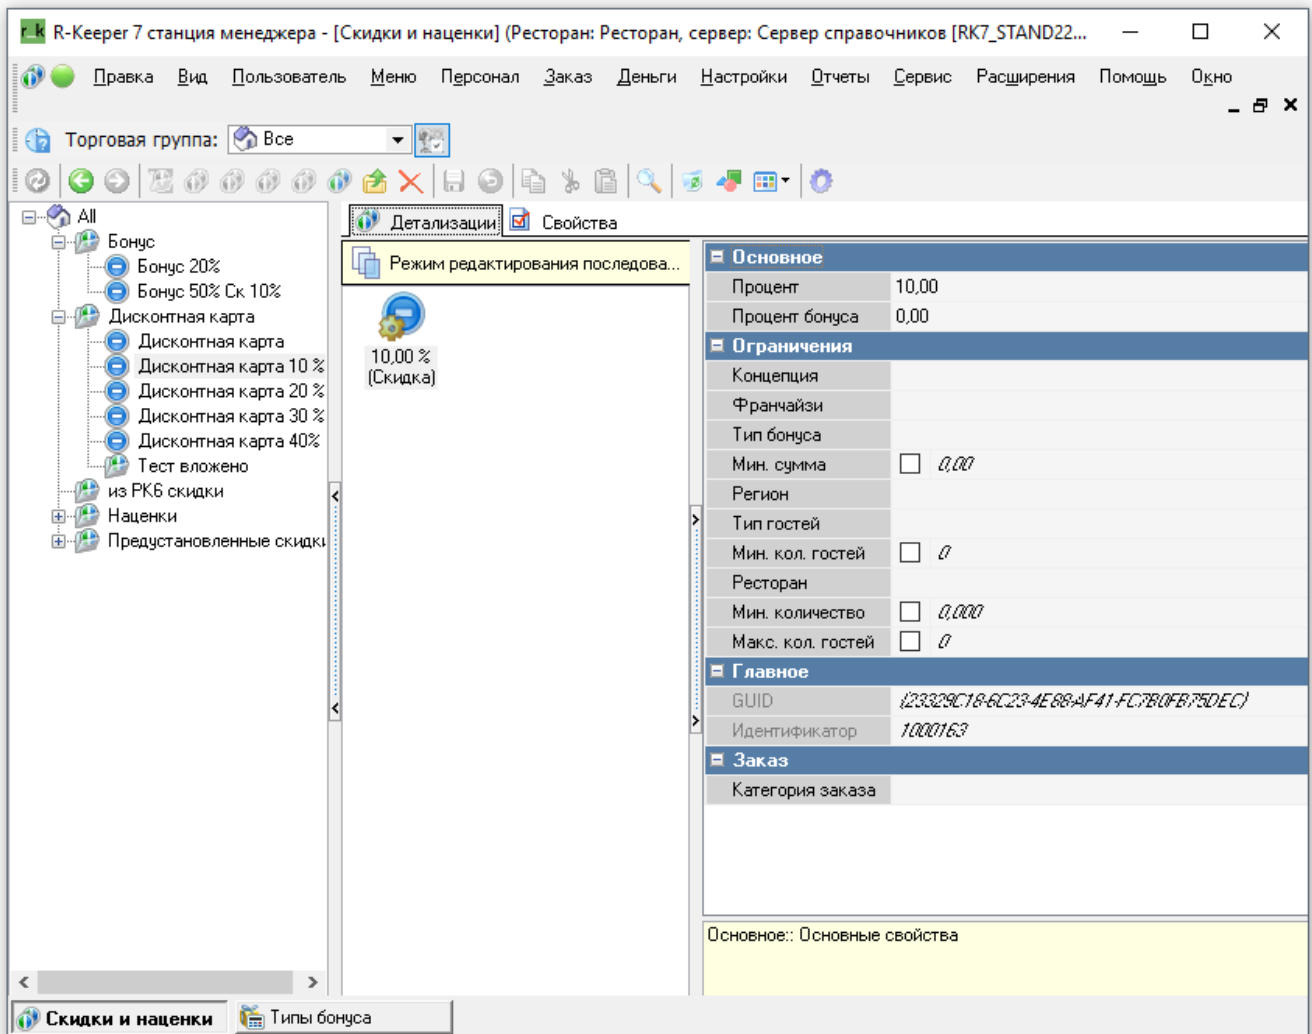 r_k R-Keeper 7 станция менеджера - [Скидки и наценки] (Ресторан: Ресторан, сервер: Сервер справочников [RK7_STAND22...
Правка Вид Пользователь Меню Персонал Заказ Деньги Настройки Отчеты Сервис Расширения Помощь Окно
Торговая группа: Все
All
Бонус
Бонус 20%
Бонус 50% Ск 10%
Дисконтная карта
Дисконтная карта
Дисконтная карта 10 %
Дисконтная карта 20 %
Дисконтная карта 30 %
Дисконтная карта 40%
Тест вложено
из РК6 скидки
Наценки
Предустановленные скидки
Детализации Свойства
Режим редактирования последова...
10,00 %
(Скидка)
Основное
Процент 10,00
Процент бонуса 0,00
Ограничения
Концепция
Франчайзи
Тип бонуса
Мин. сумма 0,00
Регион
Тип гостей
Мин. кол. гостей 0
Ресторан
Мин. количество 0,000
Макс. кол. гостей 0
Главное
GUID {23329C18-6C23-4E88-AF41-FC7B0FB75DEC}
Идентификатор 1000163
Заказ
Категория заказа
Основное:: Основные свойства
Скидки и наценки Типы бонуса